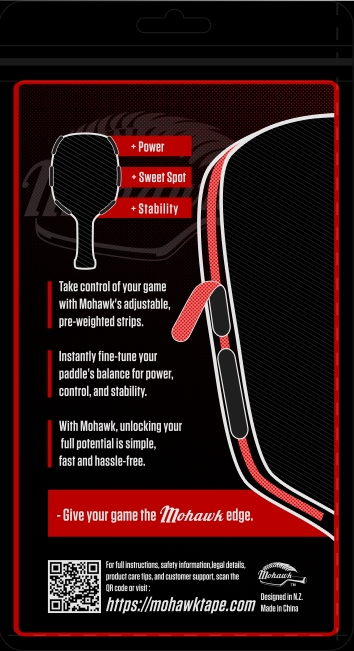 + Power
+ Sweet Spot
+ Stability
Take control of your game
with Mohawk's adjustable,
pre-weighted strips.
Instantly fine-tune your
paddle's balance for power,
control, and stability.
With Mohawk, unlocking your
full potential is simple,
fast and hassle-free.
- Give your game the Mohawk edge.
For full instructions, safety information,legal details,
product care tips, and customer support, scan the
QR code or visit :
https://mohawktape.com
Mohawk
TM
Designed in N.Z.
Made in China